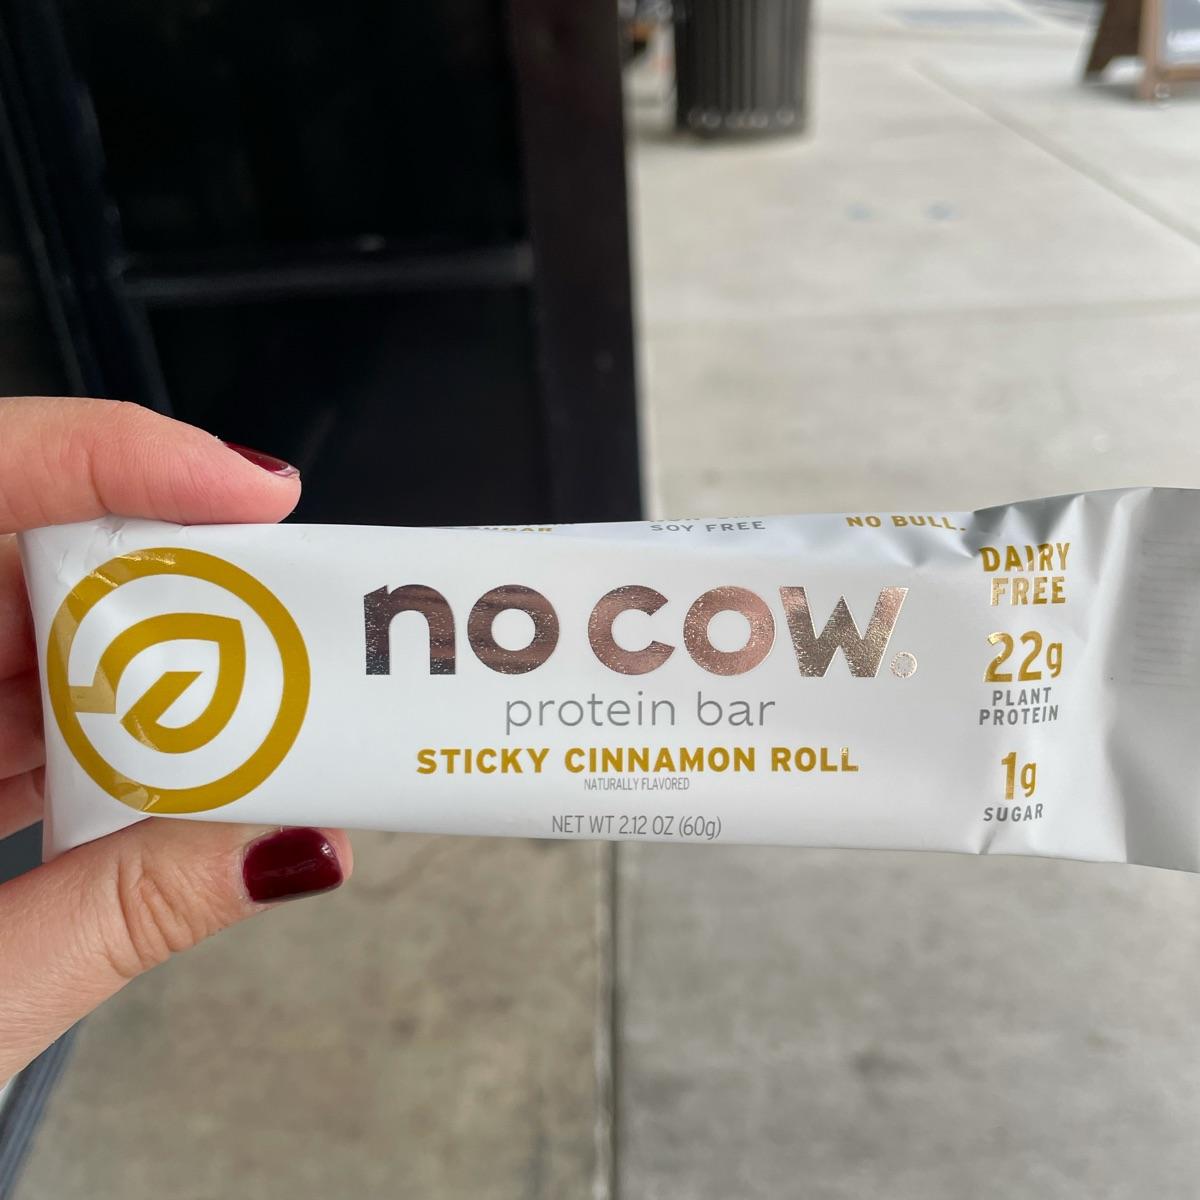 SUGAR
SOY FREE
NO BULL.
no cow.
protein bar
STICKY CINNAMON ROLL
NATURALLY FLAVORED
NET WT 2.12 OZ (60g)
DAIRY
FREE
22g
PLANT
PROTEIN
1g
SUGAR